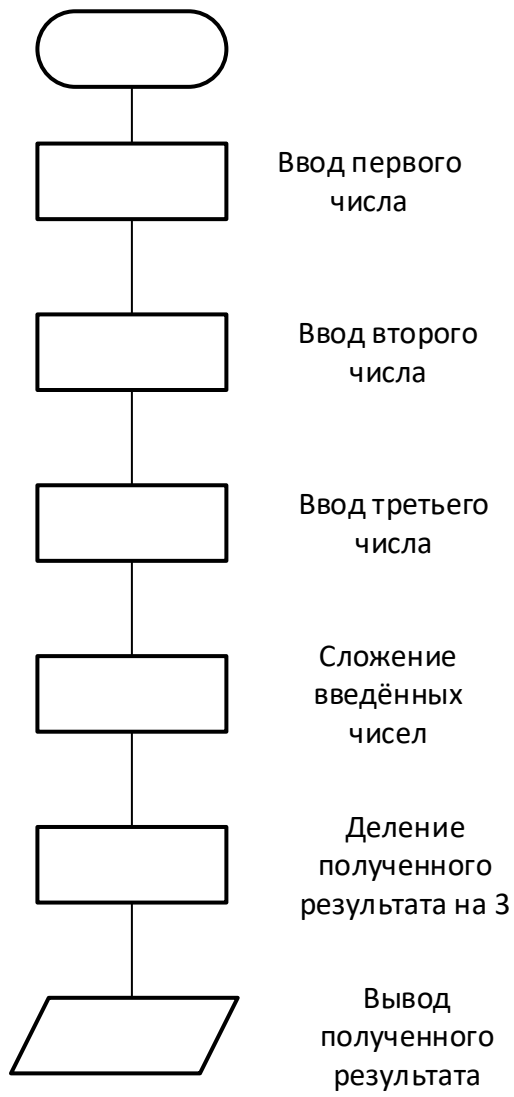 Ввод первого
числа
Ввод второго
числа
Ввод третьего
числа
Сложение
введённых
чисел
Деление
полученного
результата на 3
Вывод
полученного
результата